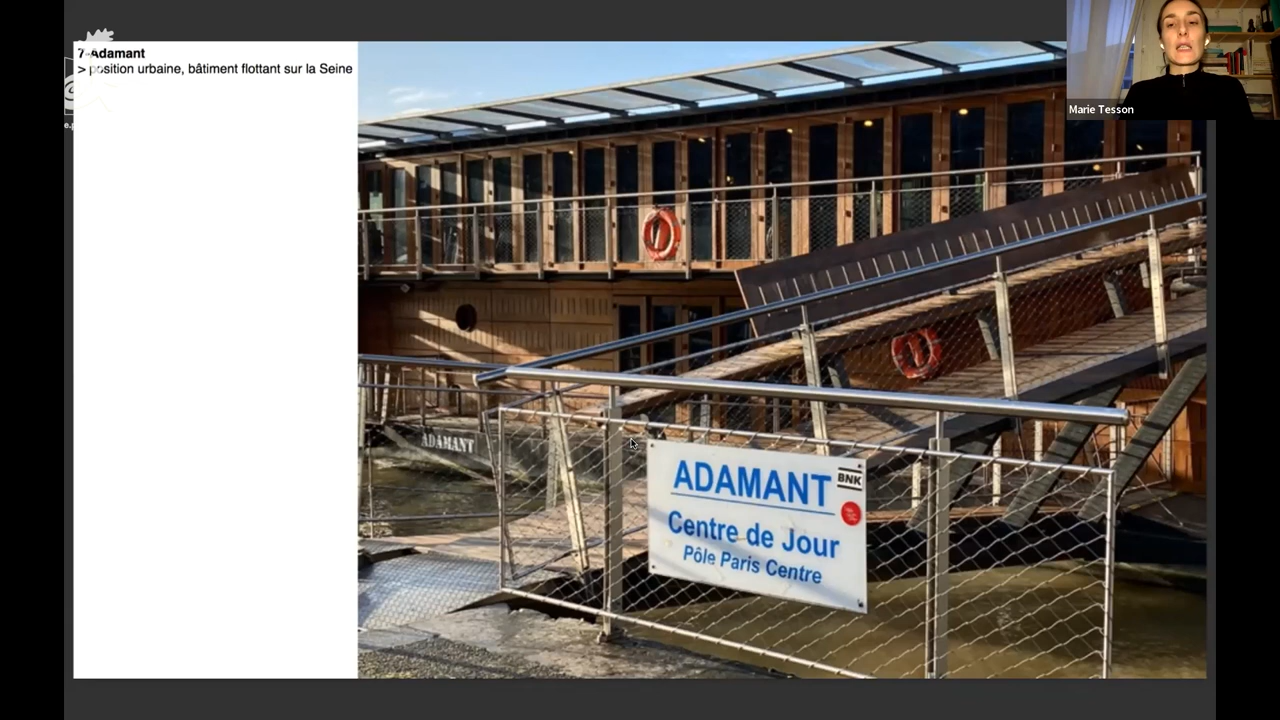 7-Adamant
> position urbaine, bâtiment flottant sur la Seine
Marie Tesson
ADAMANT
ADAMANT
BNK
Centre de Jour
Pôle Paris Centre